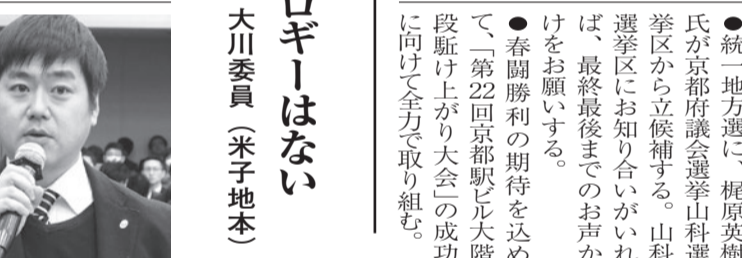 ●統一地方選に、梶原英樹
氏が京都府議会選挙山科選
挙区から立候補する。山科
選挙区にお知り合いがいれ
ば、最終最後までのお声か
けをお願いする。
●春闘勝利の期待を込め
て、「第22回京都駅ビル大階
段駈け上がり大会」の成功
に向けて全力で取り組む。
ロギーはない
大川委員（米子地本）